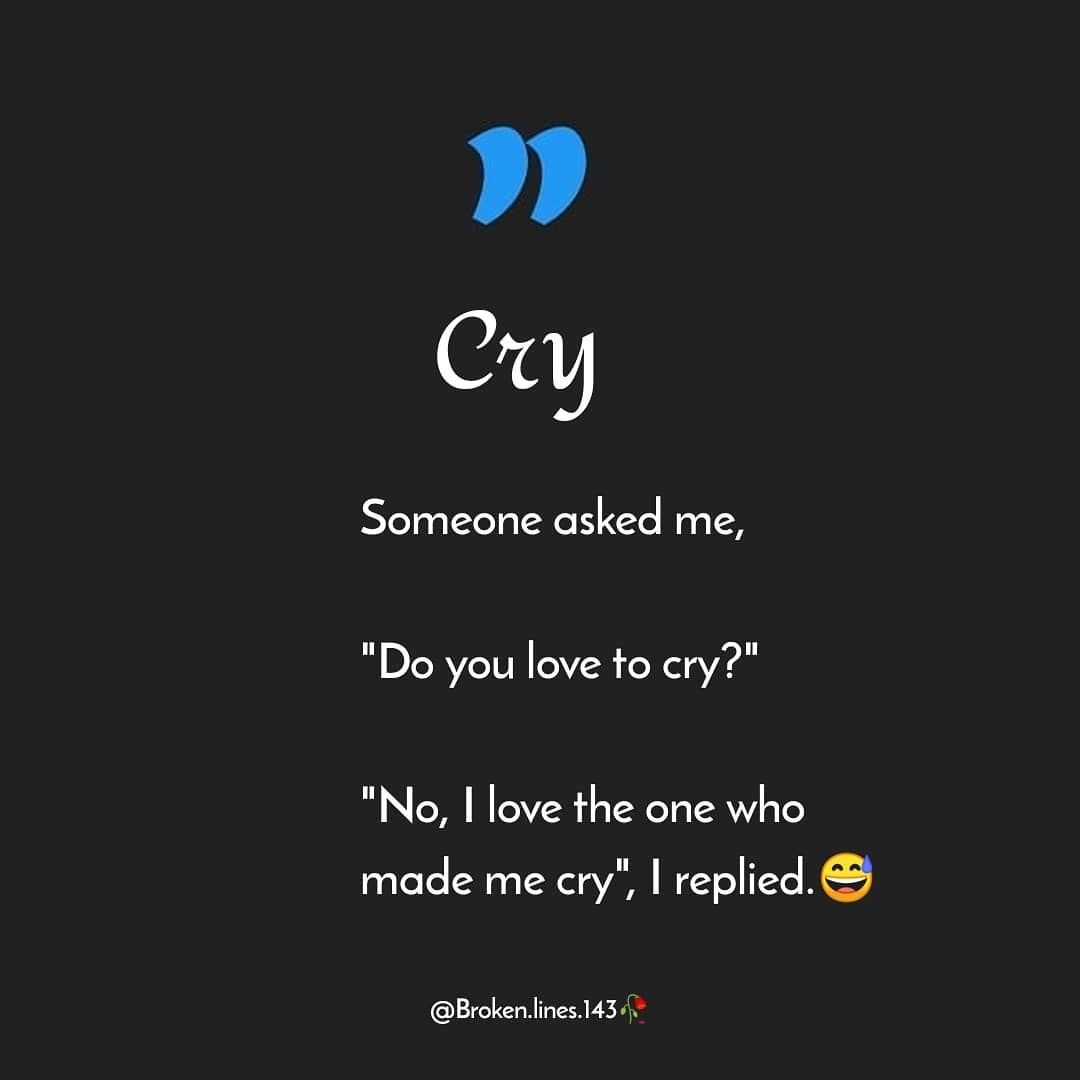 "
Cry
Someone asked me,
"Do you love to cry?"
"No, I love the one who
made me cry", I replied.😅
@Broken.lines.143🥀